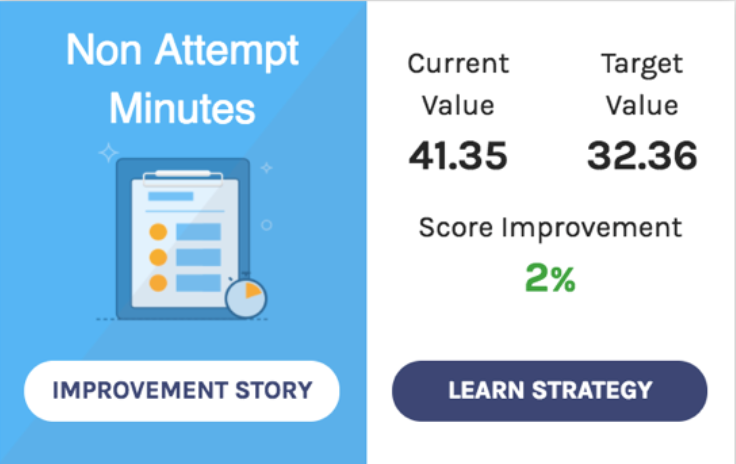 Non Attempt
Minutes
IMPROVEMENT STORY
Current
Value
41.35
Target
Value
32.36
Score Improvement
2%
LEARN STRATEGY